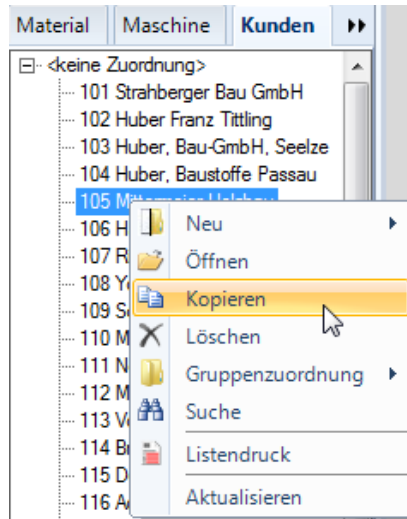 Material Maschine Kunden
<keine Zuordnung>
101 Strahberger Bau GmbH
102 Huber Franz Tittling
103 Huber, Bau-GmbH, Seelze
104 Huber, Baustoffe Passau
105
106 H
107 R
108
109
110 M
111 N
112 M
113
114
115 D
116
Neu
Öffnen
Kopieren
Löschen
Gruppenzuordnung
Suche
Listendruck
Aktualisieren